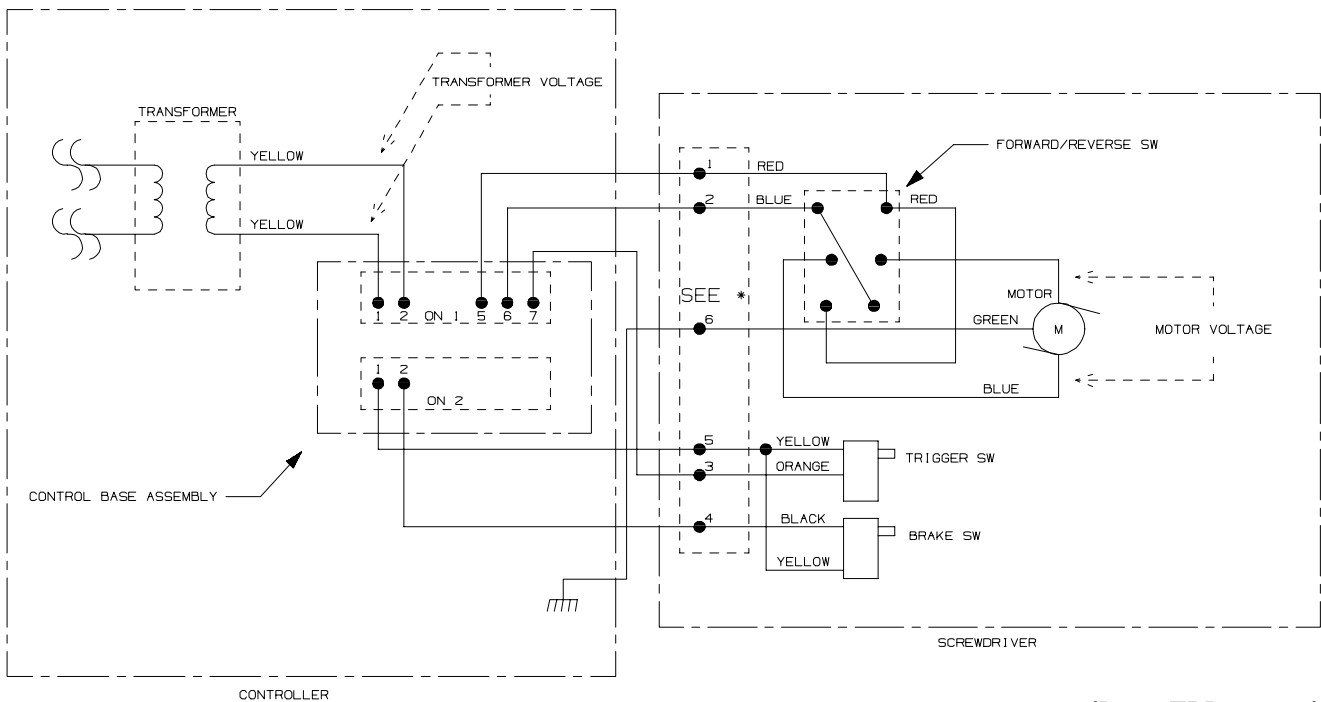 TRANSFORMER VOLTAGE
TRANSFORMER
YELLOW
YELLOW
1 2 ON 1 5 6 7
1 2
ON 2
CONTROL BASE ASSEMBLY
CONTROLLER
FORWARD/REVERSE SW
1 RED
2 BLUE
RED
SEE *
MOTOR
6
GREEN
M
MOTOR VOLTAGE
BLUE
5 YELLOW
3 ORANGE
TRIGGER SW
4 BLACK
BRAKE SW
YELLOW
SCREWDRIVER